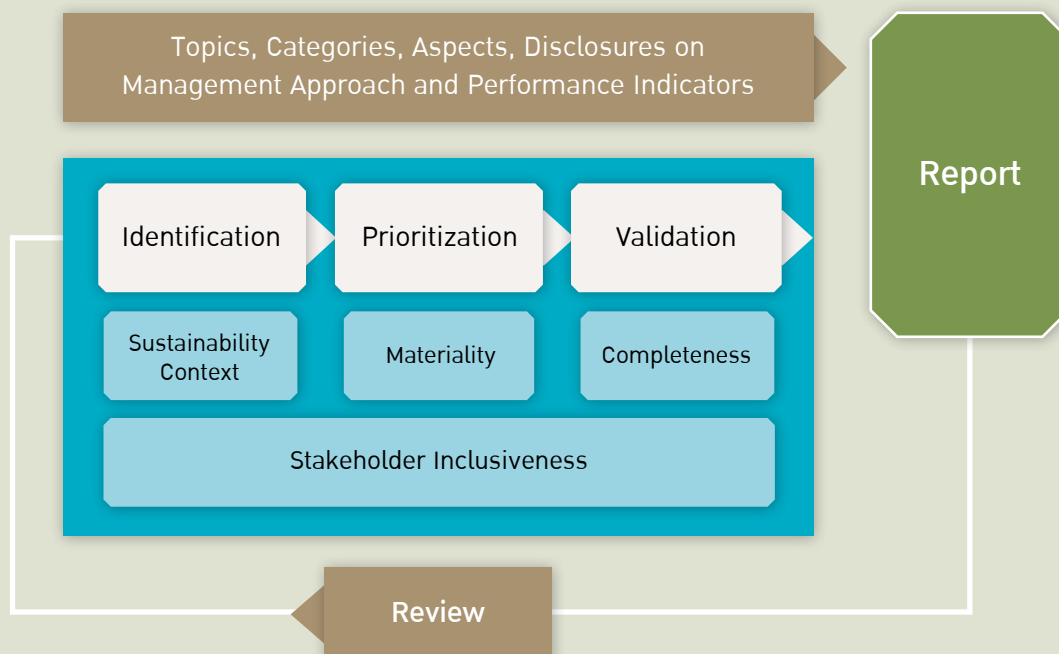 Topics, Categories, Aspects, Disclosures on
Management Approach and Performance Indicators
Report
Identification
Prioritization
Validation
Sustainability
Context
Materiality
Completeness
Stakeholder Inclusiveness
Review